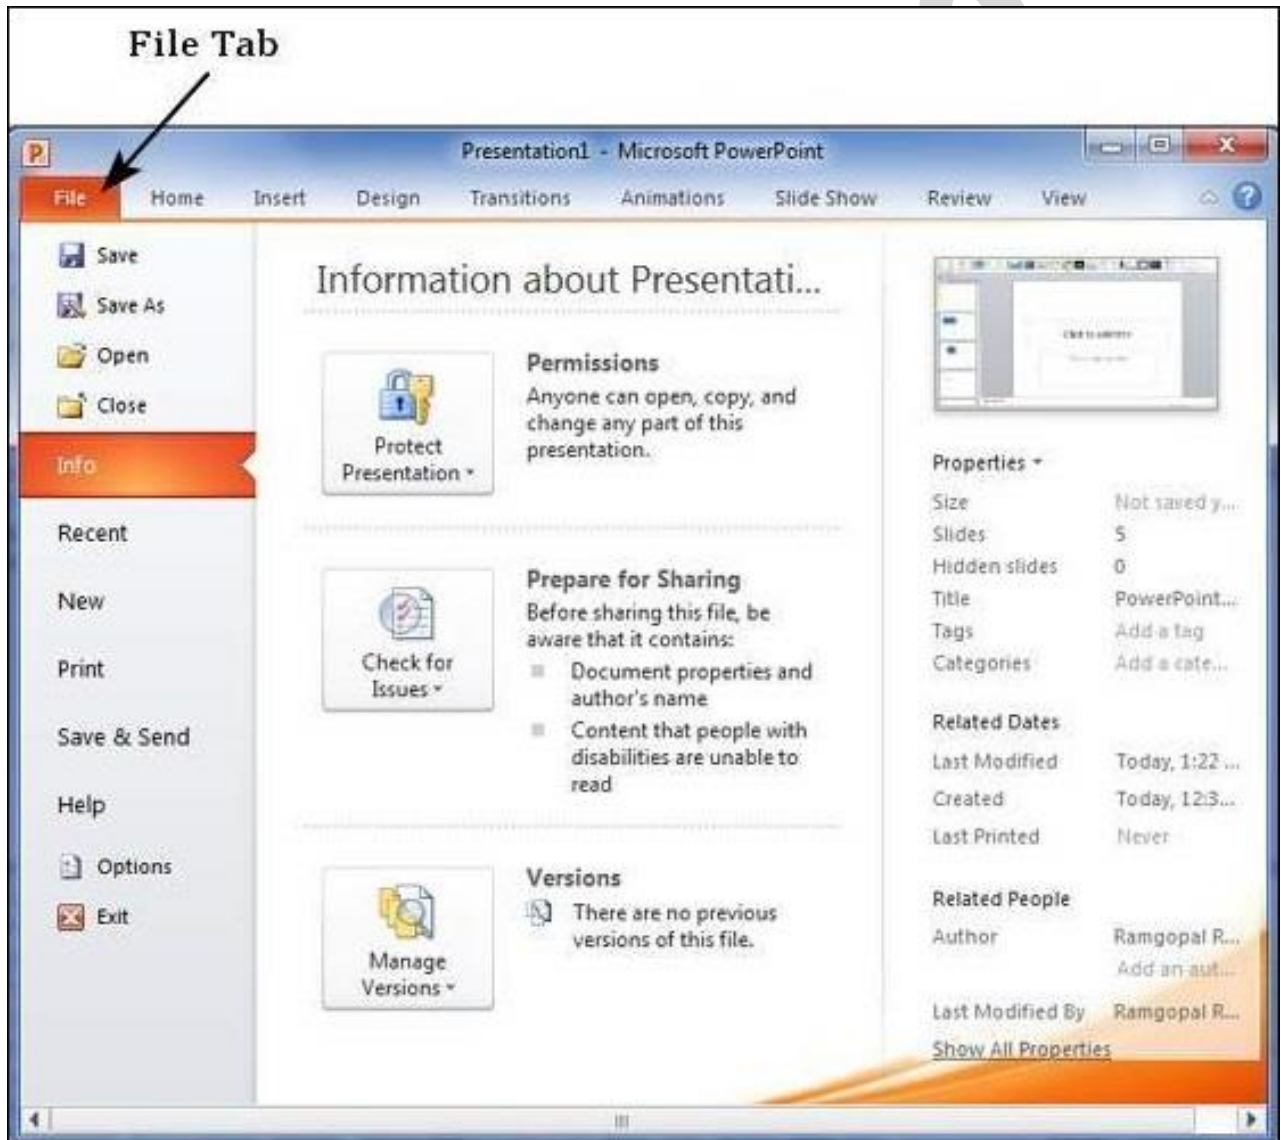 File Tab
Presentation1 - Microsoft PowerPoint
File Home Insert Design Transitions Animations Slide Show Review View
Save
Save As
Open
Close
Info
Recent
New
Print
Save & Send
Help
Options
Exit
Information about Presentati...
Protect
Presentation
Permissions
Anyone can open, copy, and
change any part of this
presentation.
Check for
Issues
Prepare for Sharing
Before sharing this file, be
aware that it contains:
Document properties and
author's name
Content that people with
disabilities are unable to
read
Manage
Versions
Versions
There are no previous
versions of this file.
Properties
Size Not saved y...
Slides 5
Hidden slides 0
Title PowerPoint...
Tags Add a tag
Categories Add a cate...
Related Dates
Last Modified Today, 1:22 ...
Created Today, 12:3...
Last Printed Never
Related People
Author Ramgopal R...
Add an aut...
Last Modified By Ramgopal R...
Show All Properties